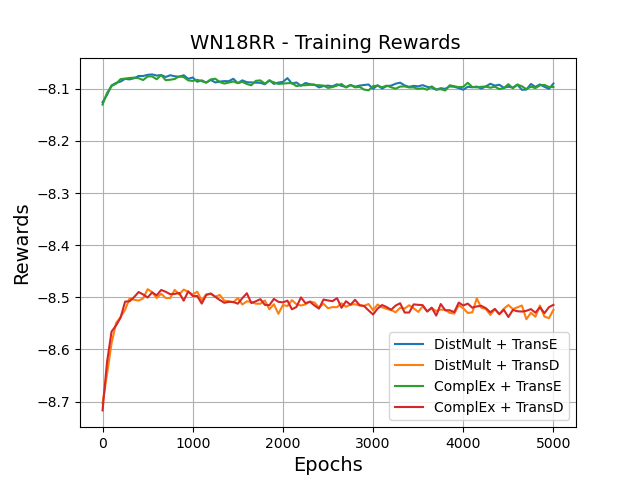 WN18RR - Training Rewards
Rewards
−8.1
−8.2
−8.3
−8.4
−8.5
−8.6
−8.7
DistMult + TransE
DistMult + TransD
ComplEx + TransE
ComplEx + TransD
0 1000 2000 3000 4000 5000
Epochs